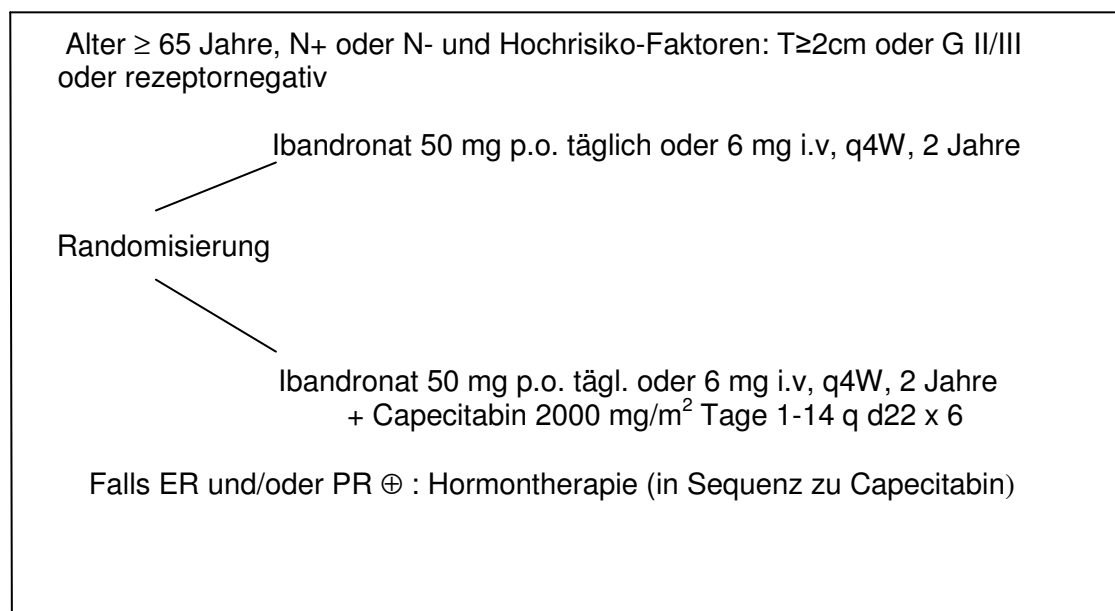 Alter ≥ 65 Jahre, N+ oder N- und Hochrisiko-Faktoren: T≥2cm oder G II/III
oder rezeptornegativ
Ibandronat 50 mg p.o. täglich oder 6 mg i.v, q4W, 2 Jahre
Randomisierung
Ibandronat 50 mg p.o. tägl. oder 6 mg i.v, q4W, 2 Jahre
+ Capecitabin 2000 mg/m² Tage 1-14 q d22 x 6
Falls ER und/oder PR ⊕ : Hormontherapie (in Sequenz zu Capecitabin)